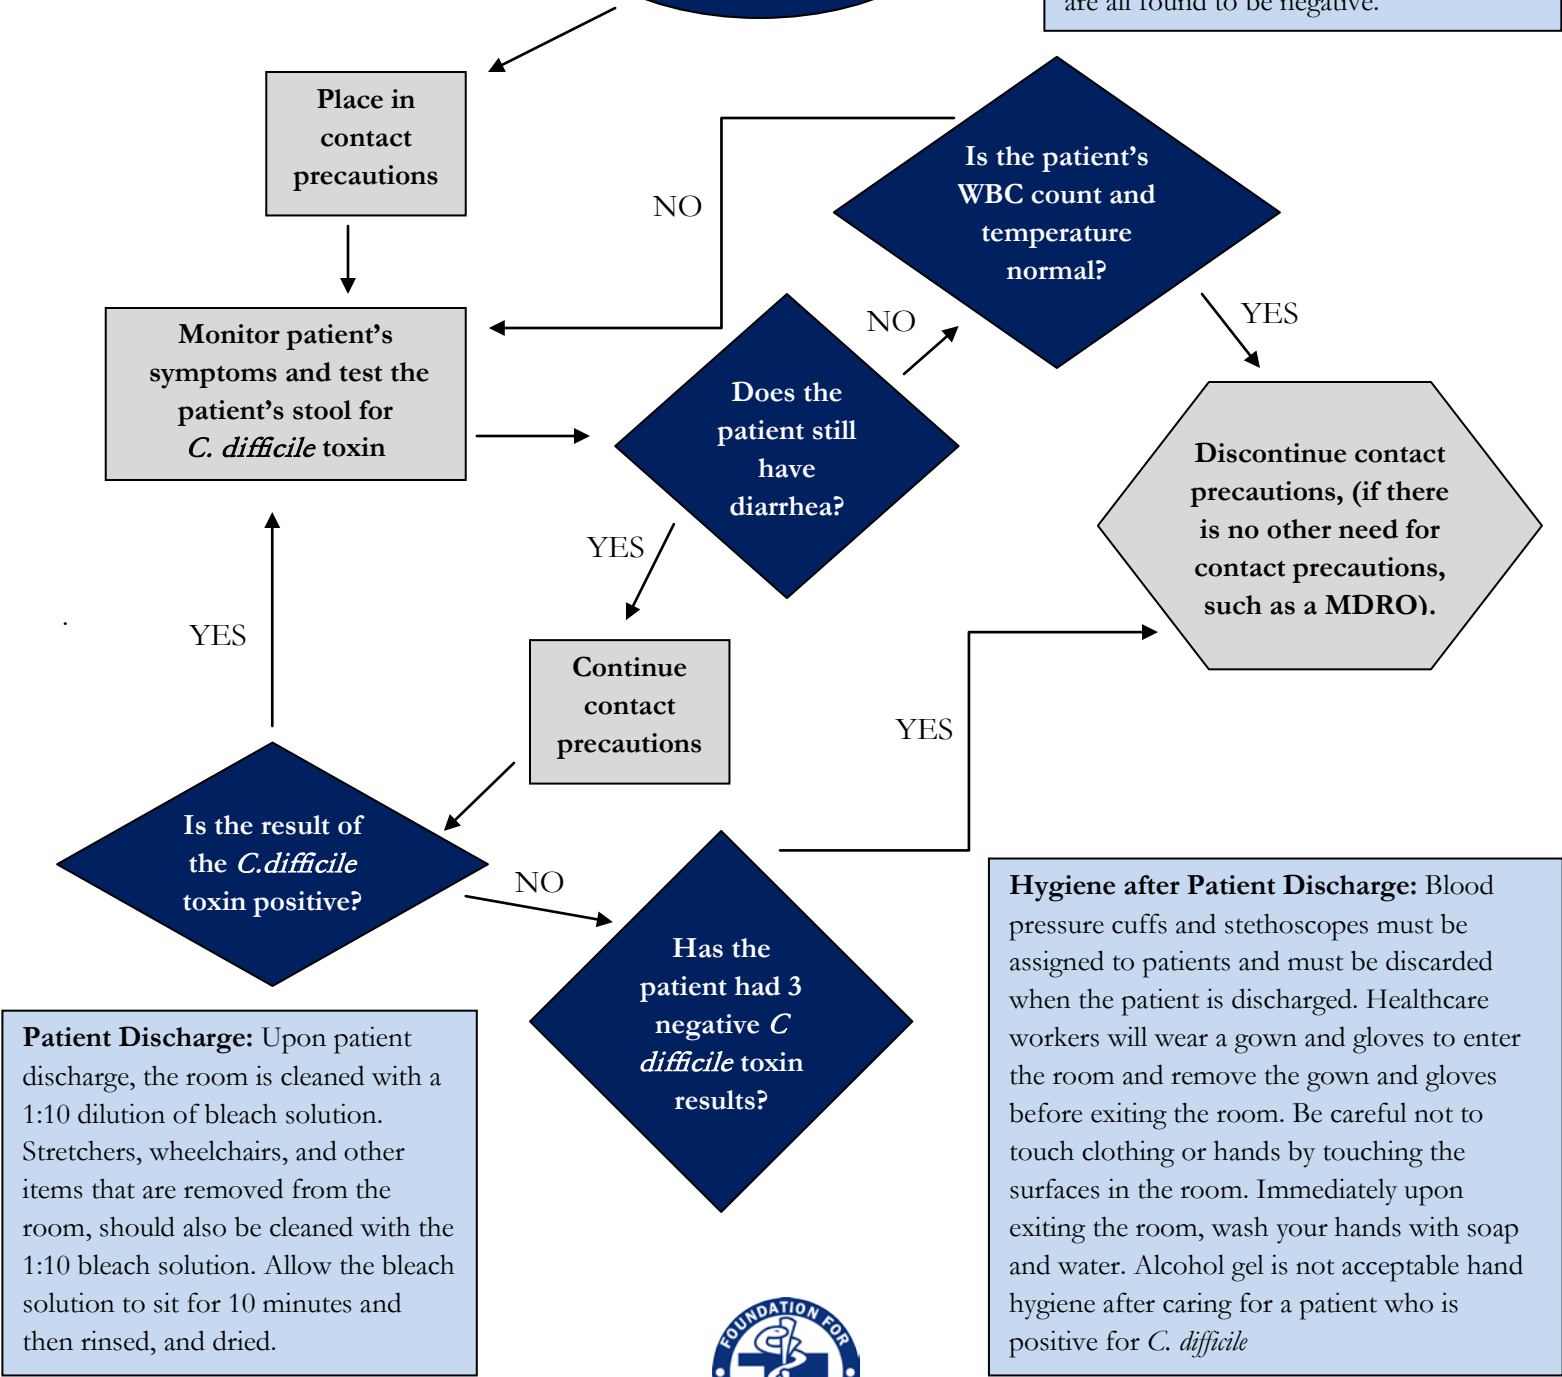 are all found to be negative.
Place in
contact
precautions
Is the patient’s
WBC count and
temperature
normal?
NO
YES
NO
Monitor patient’s
symptoms and test the
patient’s stool for
C. difficile toxin
Does the
patient still
have
diarrhea?
Discontinue contact
precautions, (if there
is no other need for
contact precautions,
such as a MDRO).
YES
.
YES
Continue
contact
precautions
YES
Is the result of
the C.difficile
toxin positive?
NO
Has the
patient had 3
negative C
difficile toxin
results?
Hygiene after Patient Discharge: Blood
pressure cuffs and stethoscopes must be
assigned to patients and must be discarded
when the patient is discharged. Healthcare
workers will wear a gown and gloves to enter
the room and remove the gown and gloves
before exiting the room. Be careful not to
touch clothing or hands by touching the
surfaces in the room. Immediately upon
exiting the room, wash your hands with soap
and water. Alcohol gel is not acceptable hand
hygiene after caring for a patient who is
positive for C. difficile
Patient Discharge: Upon patient
discharge, the room is cleaned with a
1:10 dilution of bleach solution.
Stretchers, wheelchairs, and other
items that are removed from the
room, should also be cleaned with the
1:10 bleach solution. Allow the bleach
solution to sit for 10 minutes and
then rinsed, and dried.
FOUNDATION FOR